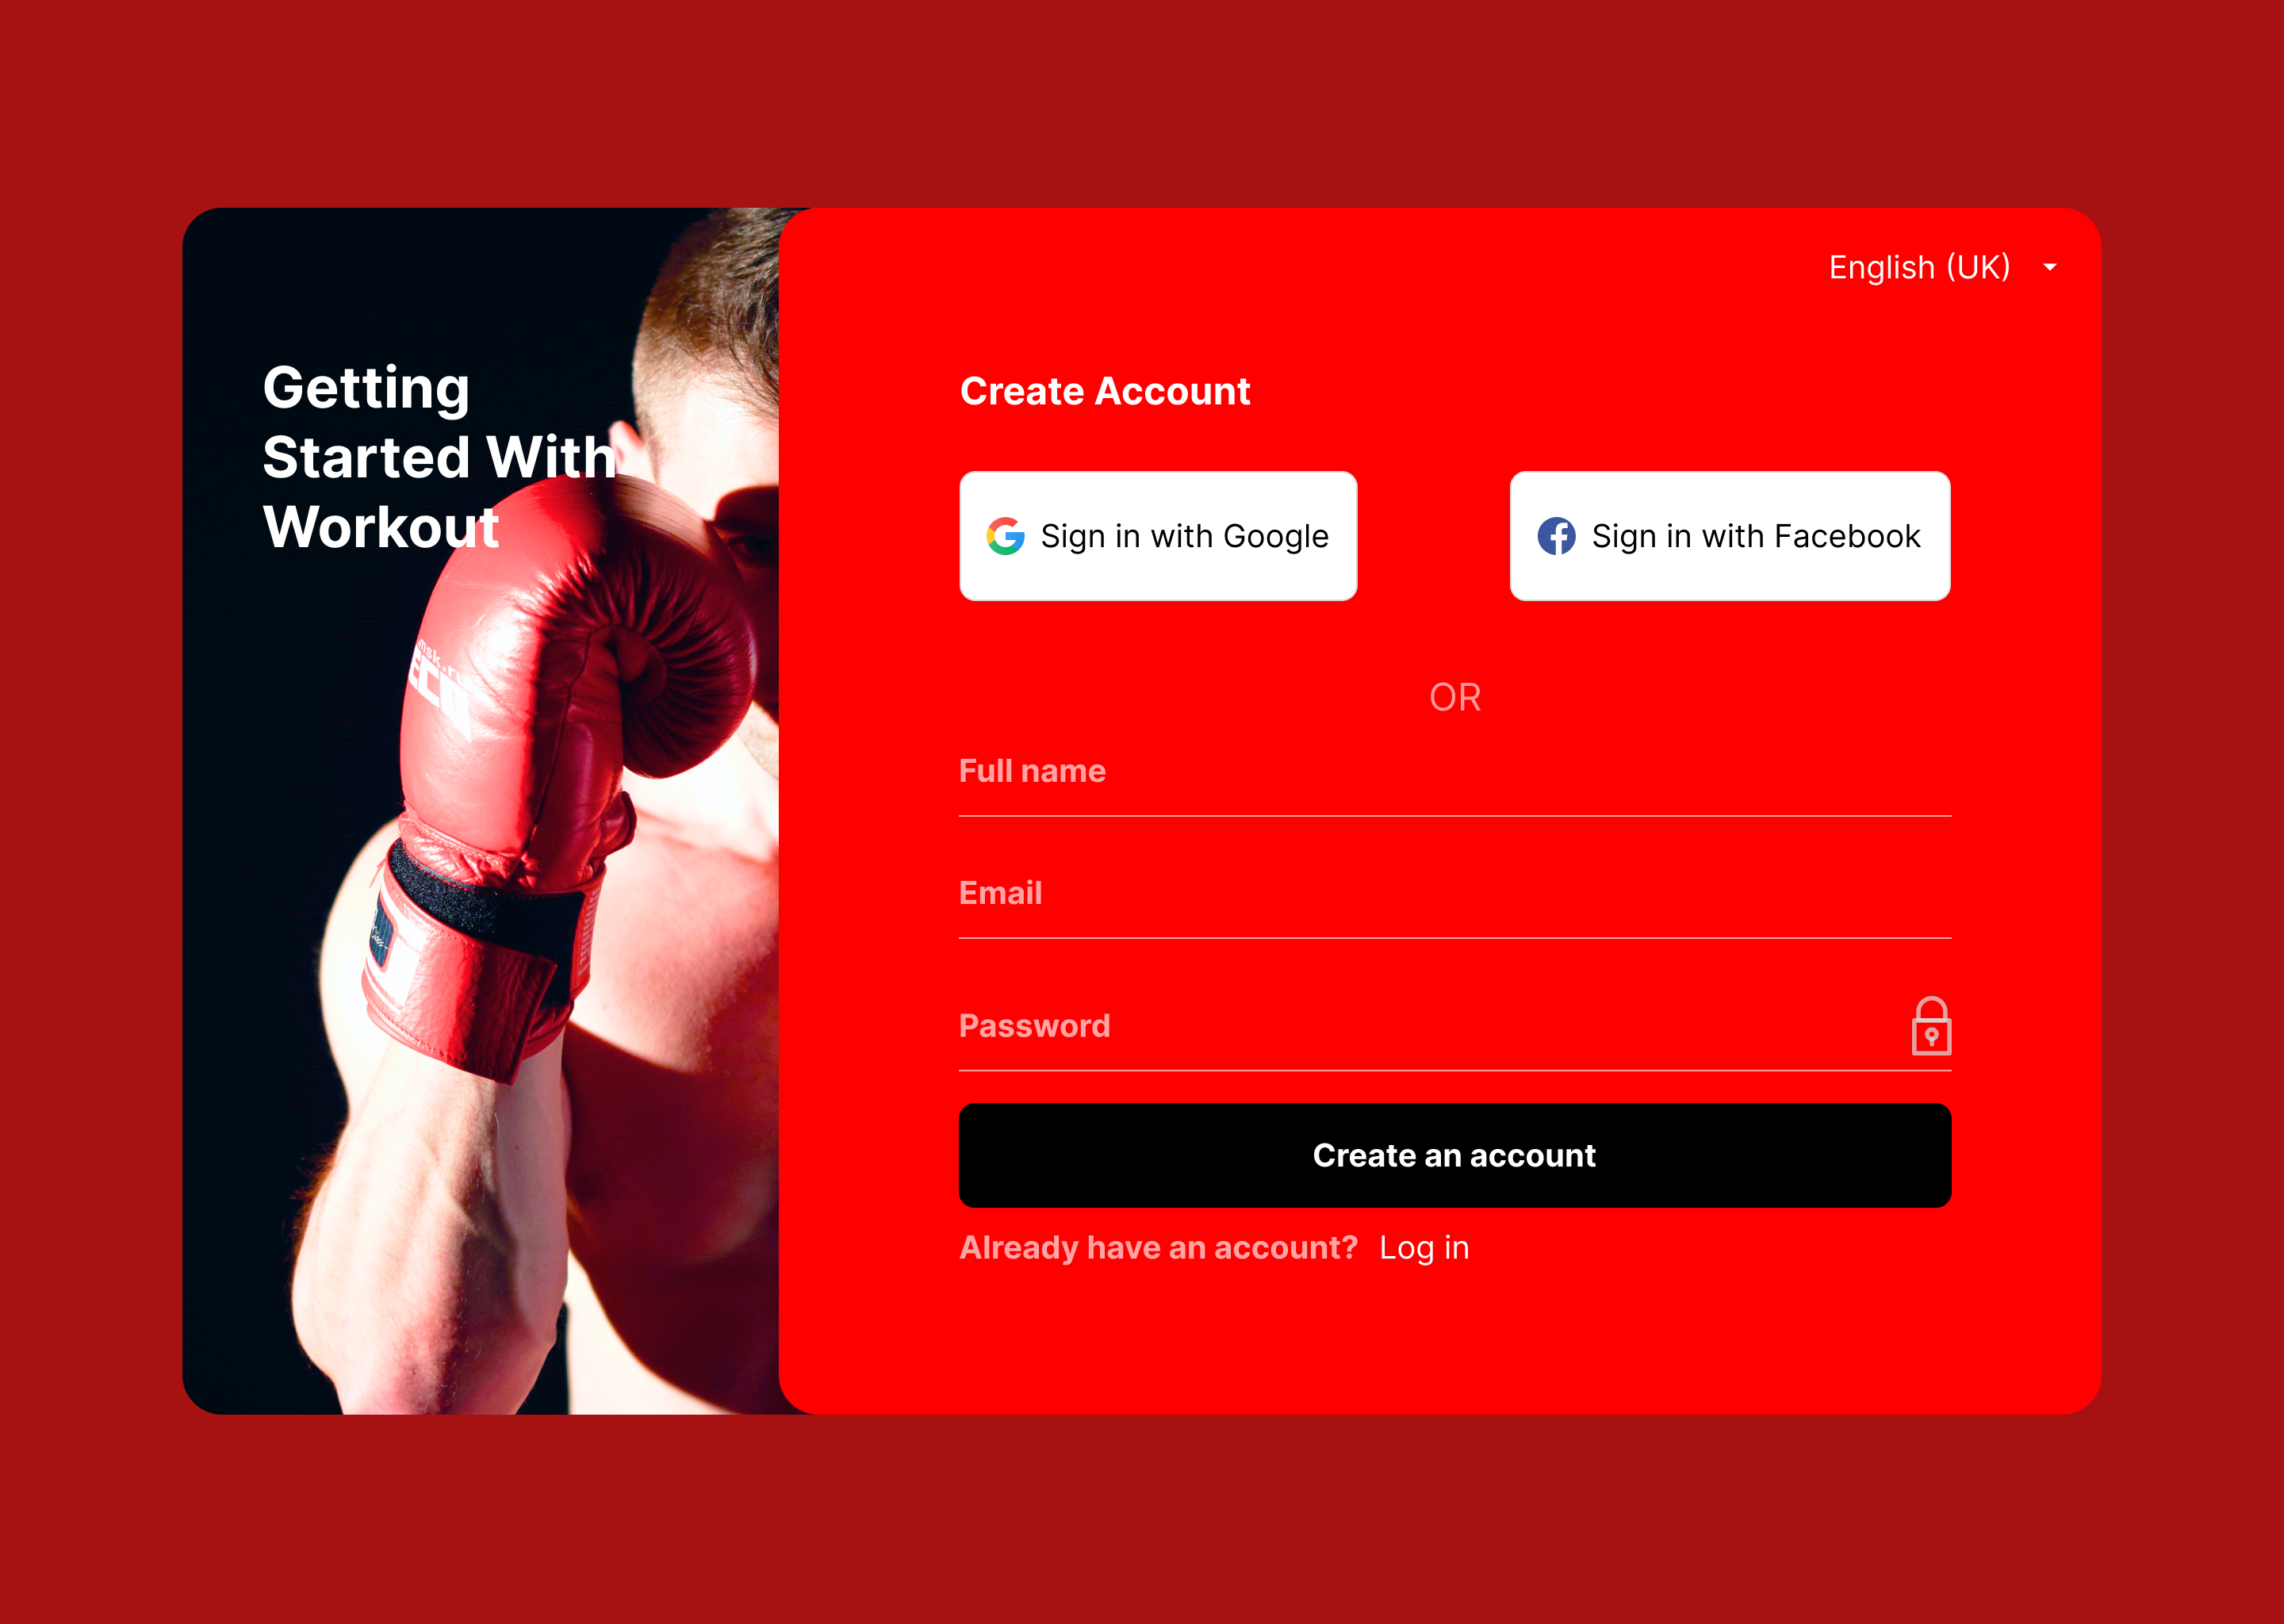 Getting
Started With
Workout
English (UK)
Create Account
Sign in with Google
Sign in with Facebook
OR
Full name
Email
Password
Create an account
Already have an account? Log in